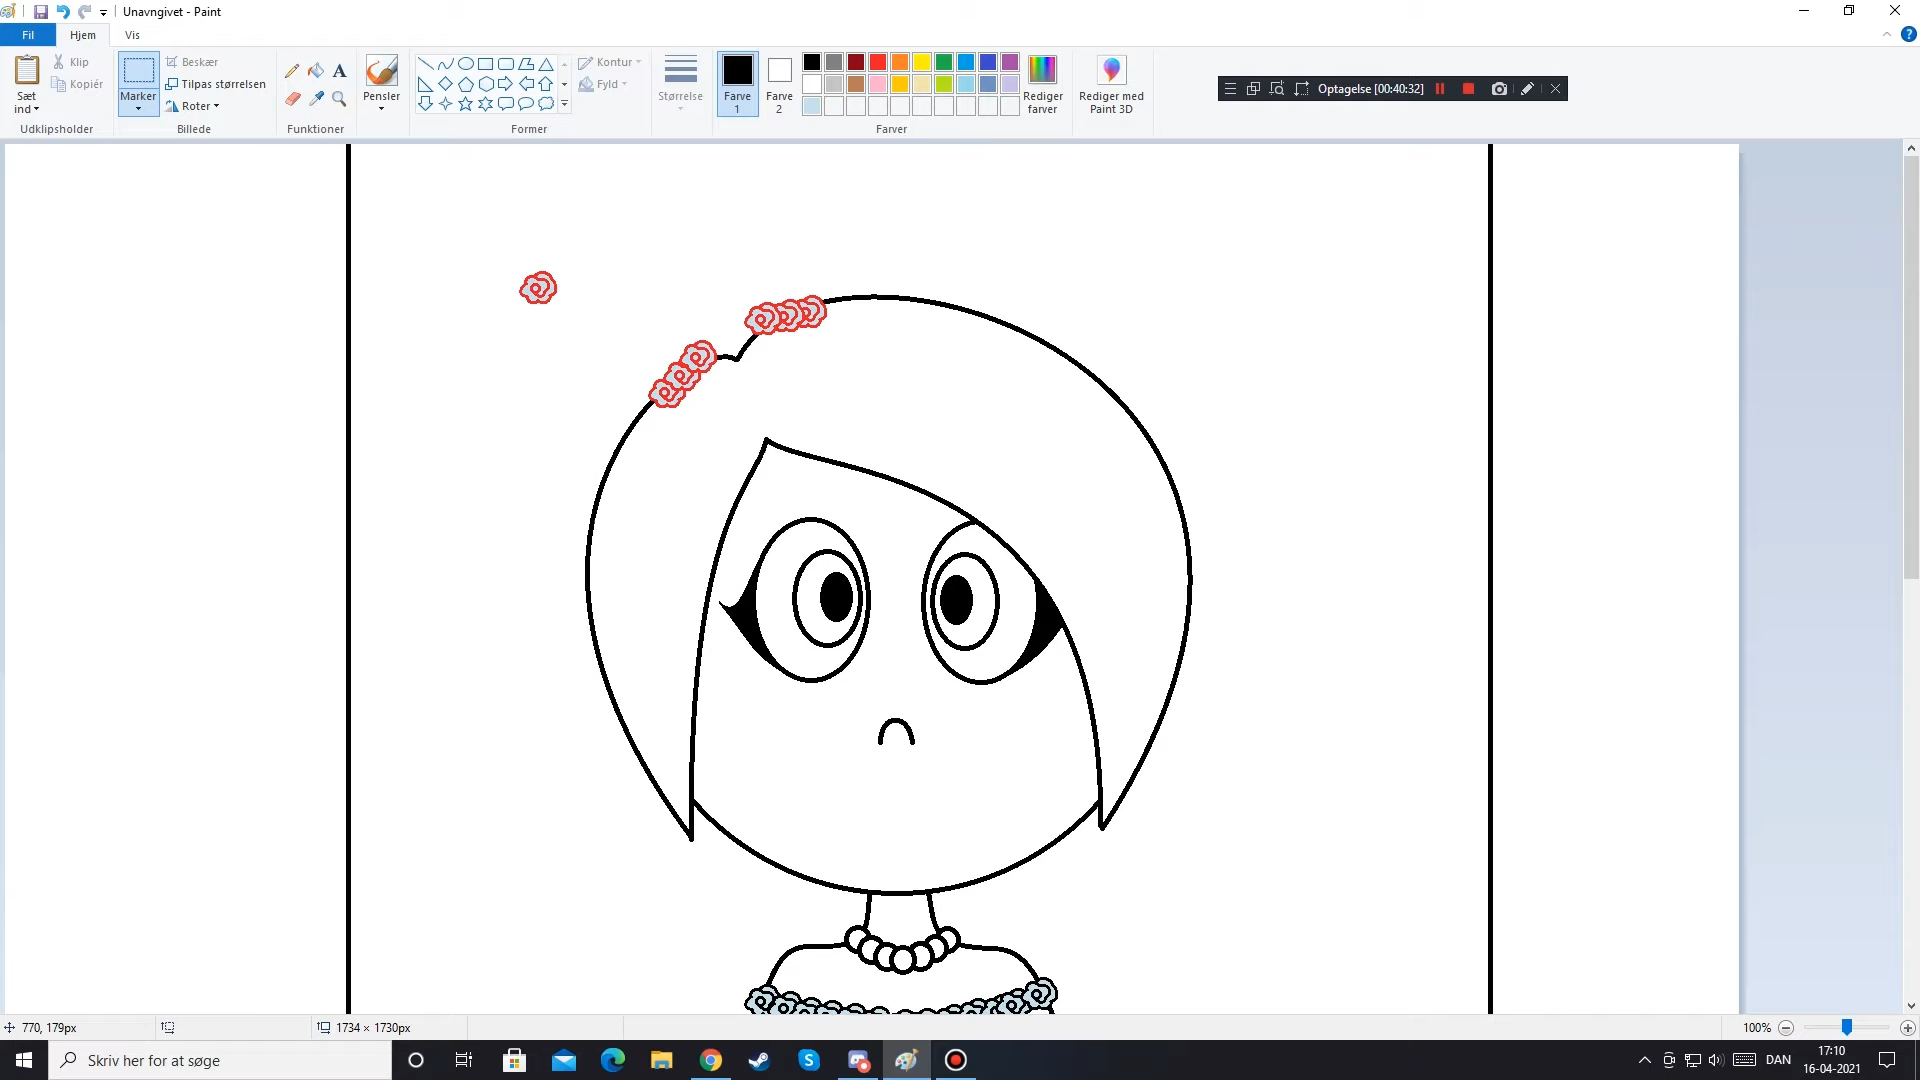 Unavngivet - Paint
Fil
Hjem
Vis
Sæt
ind
Klip
Kopiér
Udklipsholder
Marker
Beskær
Tilpas størrelsen
Roter
Billede
A
Funktioner
Pensler
Kontur
Fyld
Former
Størrelse
Farve
1
Farve
2
Rediger
farver
Farver
Rediger med
Paint 3D
Optagelse [00:40:32]
770, 179px
1734 × 1730px
100%
Skriv her for at søge
DAN
17:10
16-04-2021